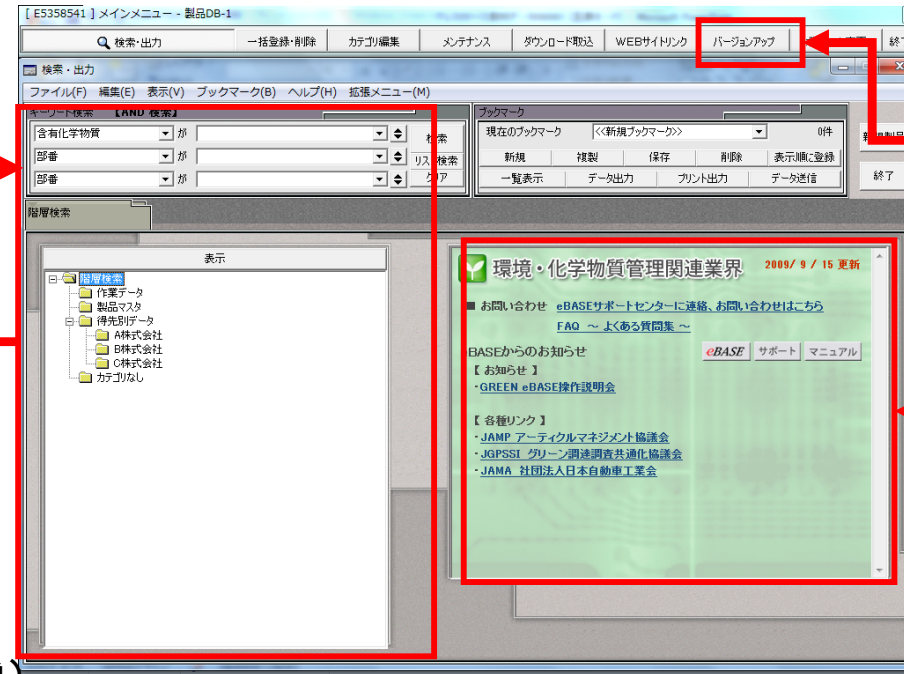 [ E5358541 ] メインメニュー - 製品DB-1
検索・出力 一括登録・削除 カテゴリ編集 メンテナンス ダウンロード取込 WEBサイトリンク バージョンアップ
検索・出力
ファイル(F) 編集(E) 表示(V) ブックマーク(B) ヘルプ(H) 拡張メニュー(M)
キーワード検索 【AND 検索】
含有化学物質 が 検索
部番 が リスト検索
部番 が クリア
ブックマーク
現在のブックマーク <<新規ブックマーク>> 0件
新規 複製 保存 削除 表示順に登録
一覧表示 データ出力 プリント出力 データ送信
終了
階層検索
表示
階層検索
作業データ
製品マスタ
得先別データ
A株式会社
B株式会社
C株式会社
カテゴリなし
環境・化学物質管理関連業界 2009/ 9 / 15 更新
■ お問い合わせ eBASEサポートセンターに連絡、お問い合わせはこちら
FAQ ～ よくある質問集 ～
BASEからのお知らせ eBASE サポート マニュアル
【 お知らせ 】
・GREEN eBASE操作説明会
【 各種リンク 】
・JAMP アーティクルマネジメント協議会
・JGPSSI グリーン調達調査共通化協議会
・JAMA 社団法人日本自動車工業会